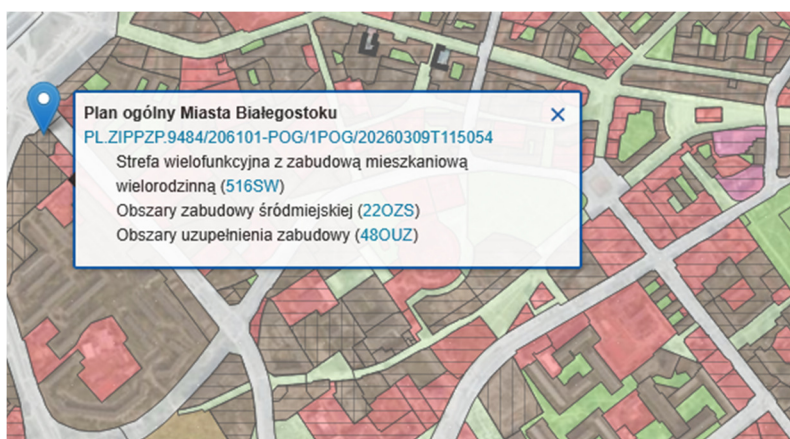 Plan ogólny Miasta Białegostoku
PL.ZIPPZP.9484/206101-POG/1POG/20260309T115054
Strefa wielofunkcyjna z zabudową mieszkaniową
wielorodzinną (516SW)
Obszary zabudowy śródmiejskiej (22OZS)
Obszary uzupełnienia zabudowy (48OUZ)